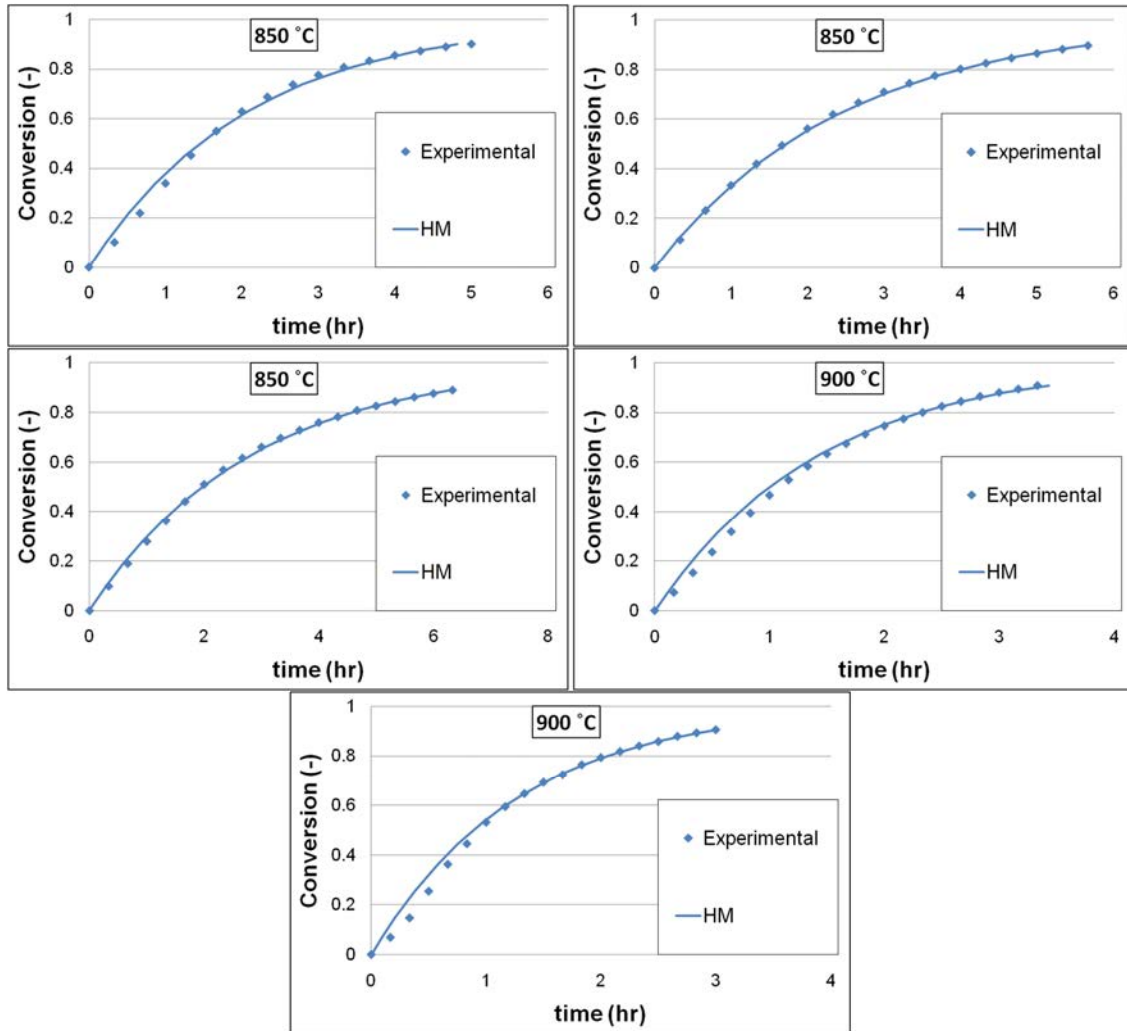 850 °C
Conversion (-)
1
0.8
0.6
0.4
0.2
0
Experimental
HM
0 1 2 3 4 5 6
time (hr)
850 °C
Conversion (-)
1
0.8
0.6
0.4
0.2
0
Experimental
HM
0 1 2 3 4 5 6
time (hr)
850 °C
Conversion (-)
1
0.8
0.6
0.4
0.2
0
Experimental
HM
0 2 4 6 8
time (hr)
900 °C
Conversion (-)
1
0.8
0.6
0.4
0.2
0
Experimental
HM
0 1 2 3 4
time (hr)
900 °C
Conversion (-)
1
0.8
0.6
0.4
0.2
0
Experimental
HM
0 1 2 3 4
time (hr)